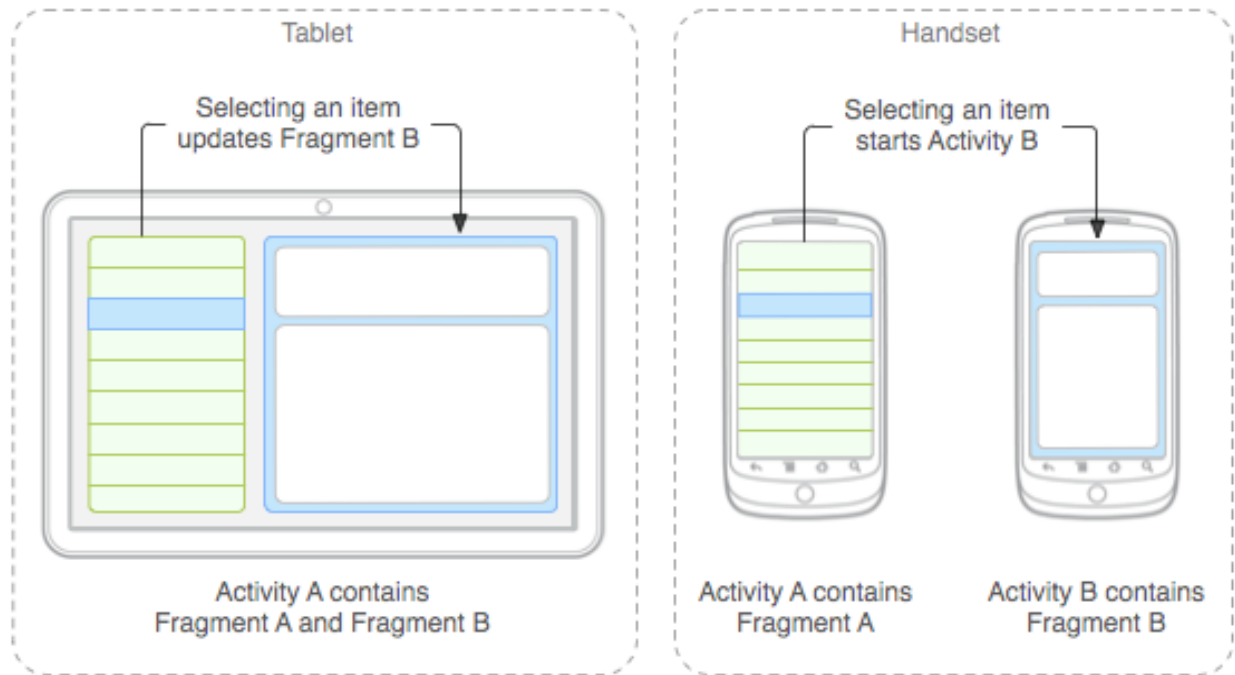 Tablet
Selecting an item
updates Fragment B
Activity A contains
Fragment A and Fragment B
Handset
Selecting an item
starts Activity B
Activity A contains
Fragment A
Activity B contains
Fragment B